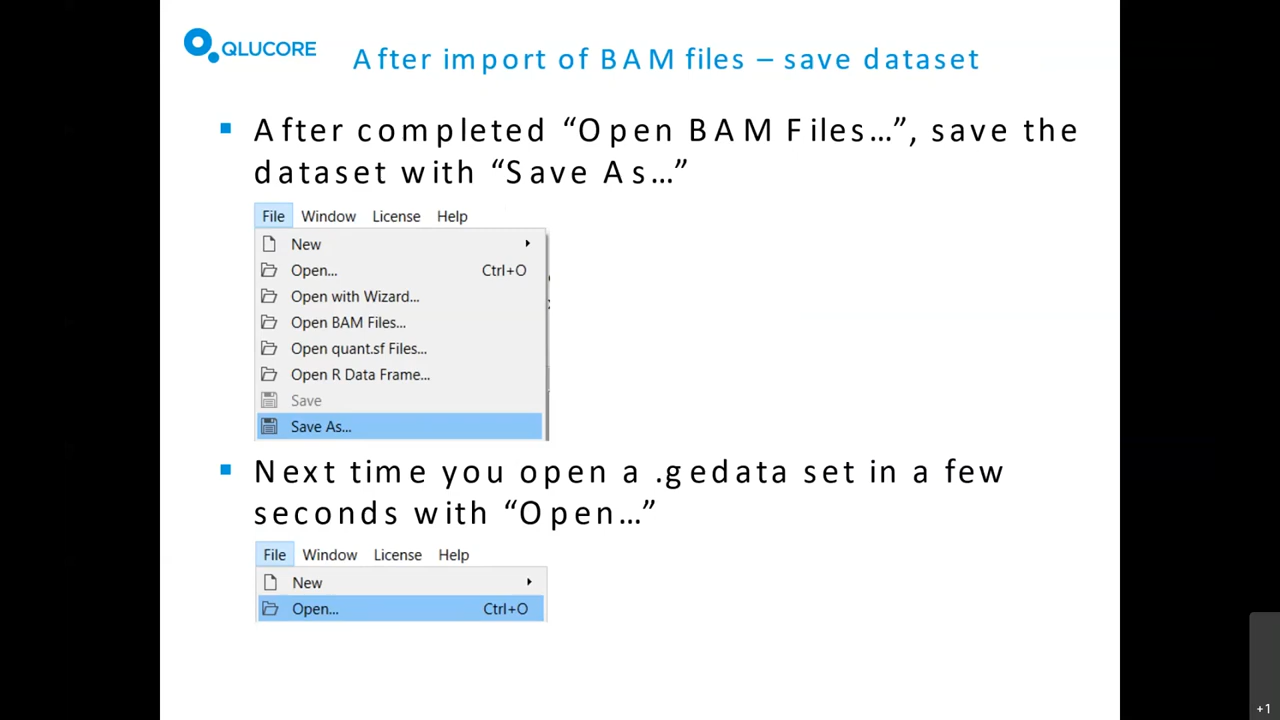 QLUCORE
After import of BAM files – save dataset
After completed “Open BAM Files…”, save the
dataset with “Save As…”
File Window License Help
New
Open... Ctrl+O
Open with Wizard...
Open BAM Files...
Open quant.sf Files...
Open R Data Frame...
Save
Save As...
Next time you open a .gedata set in a few
seconds with “Open…”
File Window License Help
New
Open... Ctrl+O
+1